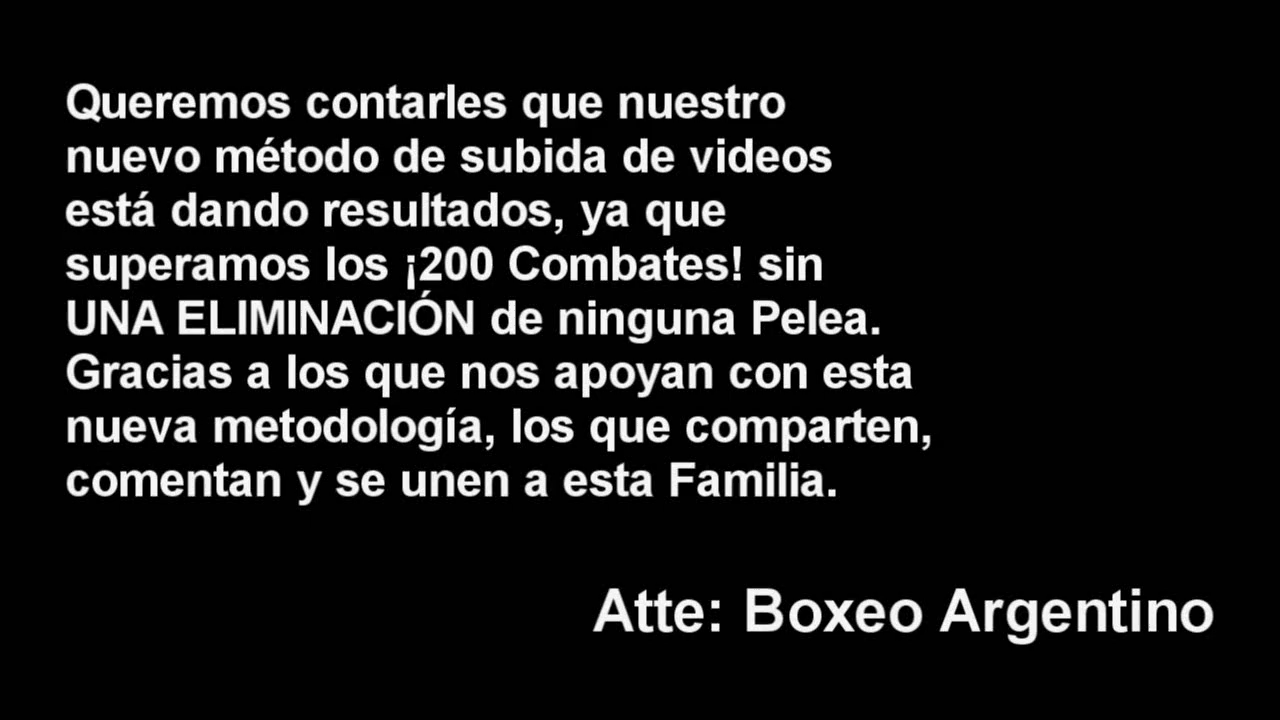 Queremos contarles que nuestro
nuevo método de subida de videos
está dando resultados, ya que
superamos los ¡200 Combates! sin
UNA ELIMINACIÓN de ninguna Pelea.
Gracias a los que nos apoyan con esta
nueva metodología, los que comparten,
comentan y se unen a esta Familia.
Atte: Boxeo Argentino